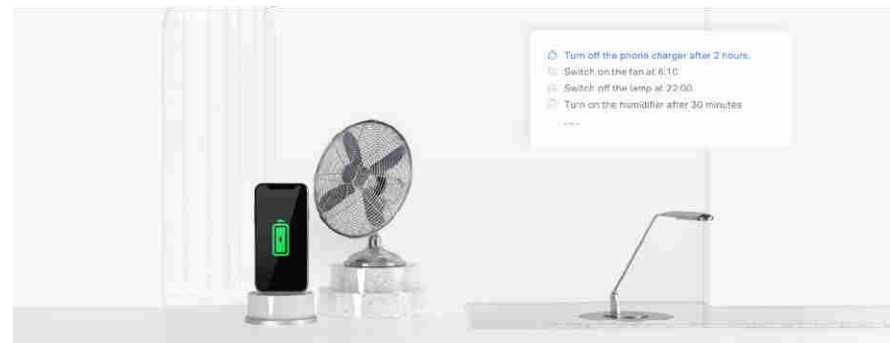 Turn off the phone charger after 2 hours.
Switch on the fan at 6:10.
Switch off the lamp at 22:00.
Turn on the humidifier after 30 minutes